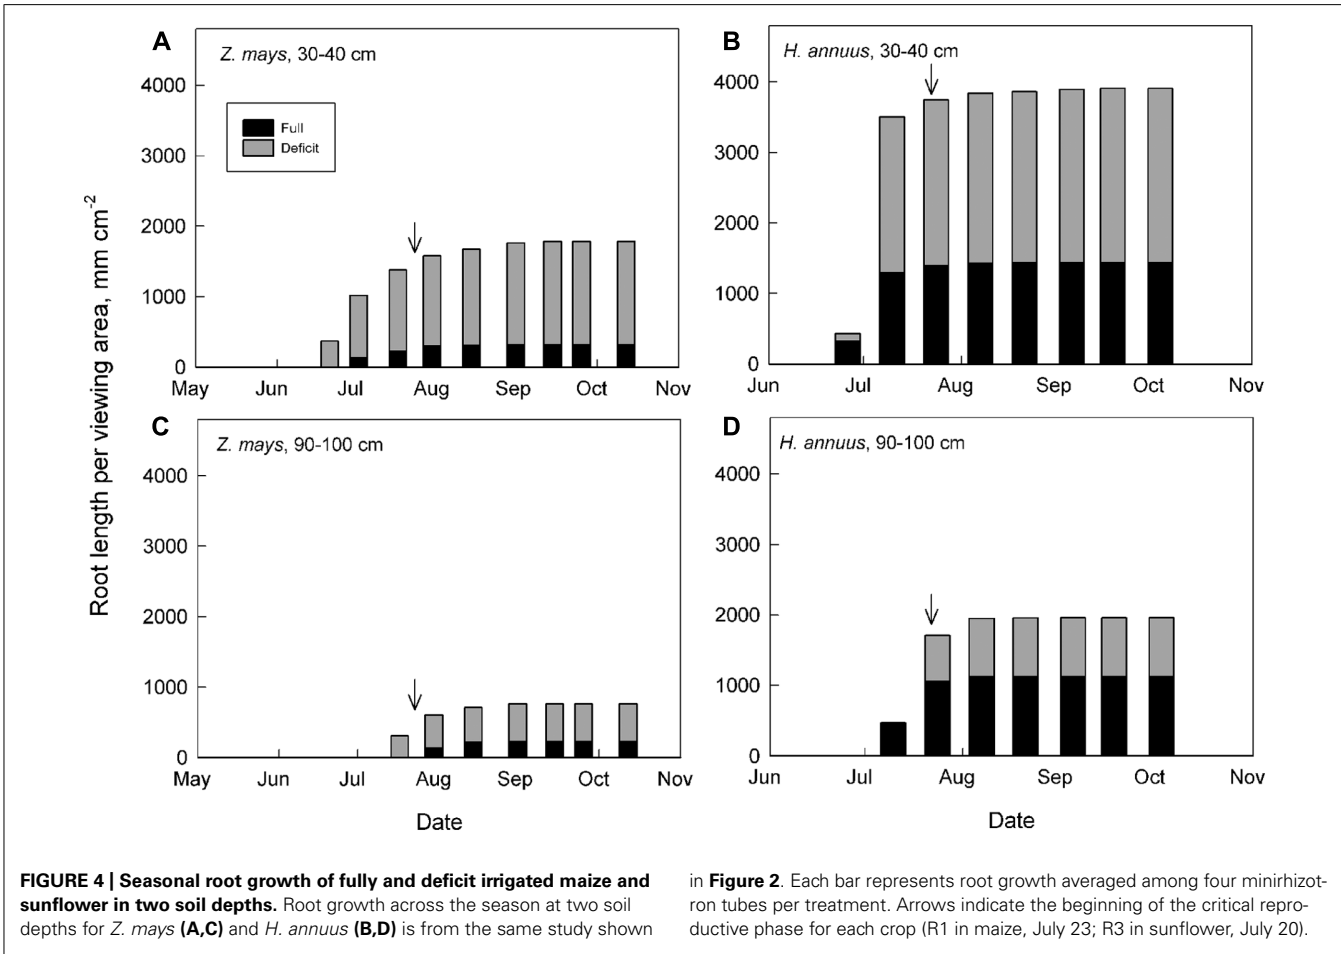 A
Z. mays, 30-40 cm
Full
Deficit
4000
3000
2000
1000
0
May Jun Jul Aug Sep Oct Nov
B
H. annuus, 30-40 cm
4000
3000
2000
1000
0
Jun Jul Aug Sep Oct Nov
Root length per viewing area, mm cm-2
C
Z. mays, 90-100 cm
4000
3000
2000
1000
0
May Jun Jul Aug Sep Oct Nov
Date
D
H. annuus, 90-100 cm
4000
3000
2000
1000
0
Jun Jul Aug Sep Oct Nov
Date
FIGURE 4 | Seasonal root growth of fully and deficit irrigated maize and
sunflower in two soil depths. Root growth across the season at two soil
depths for Z. mays (A,C) and H. annuus (B,D) is from the same study shown
in Figure 2. Each bar represents root growth averaged among four minirhizot-
ron tubes per treatment. Arrows indicate the beginning of the critical repro-
ductive phase for each crop (R1 in maize, July 23; R3 in sunflower, July 20).